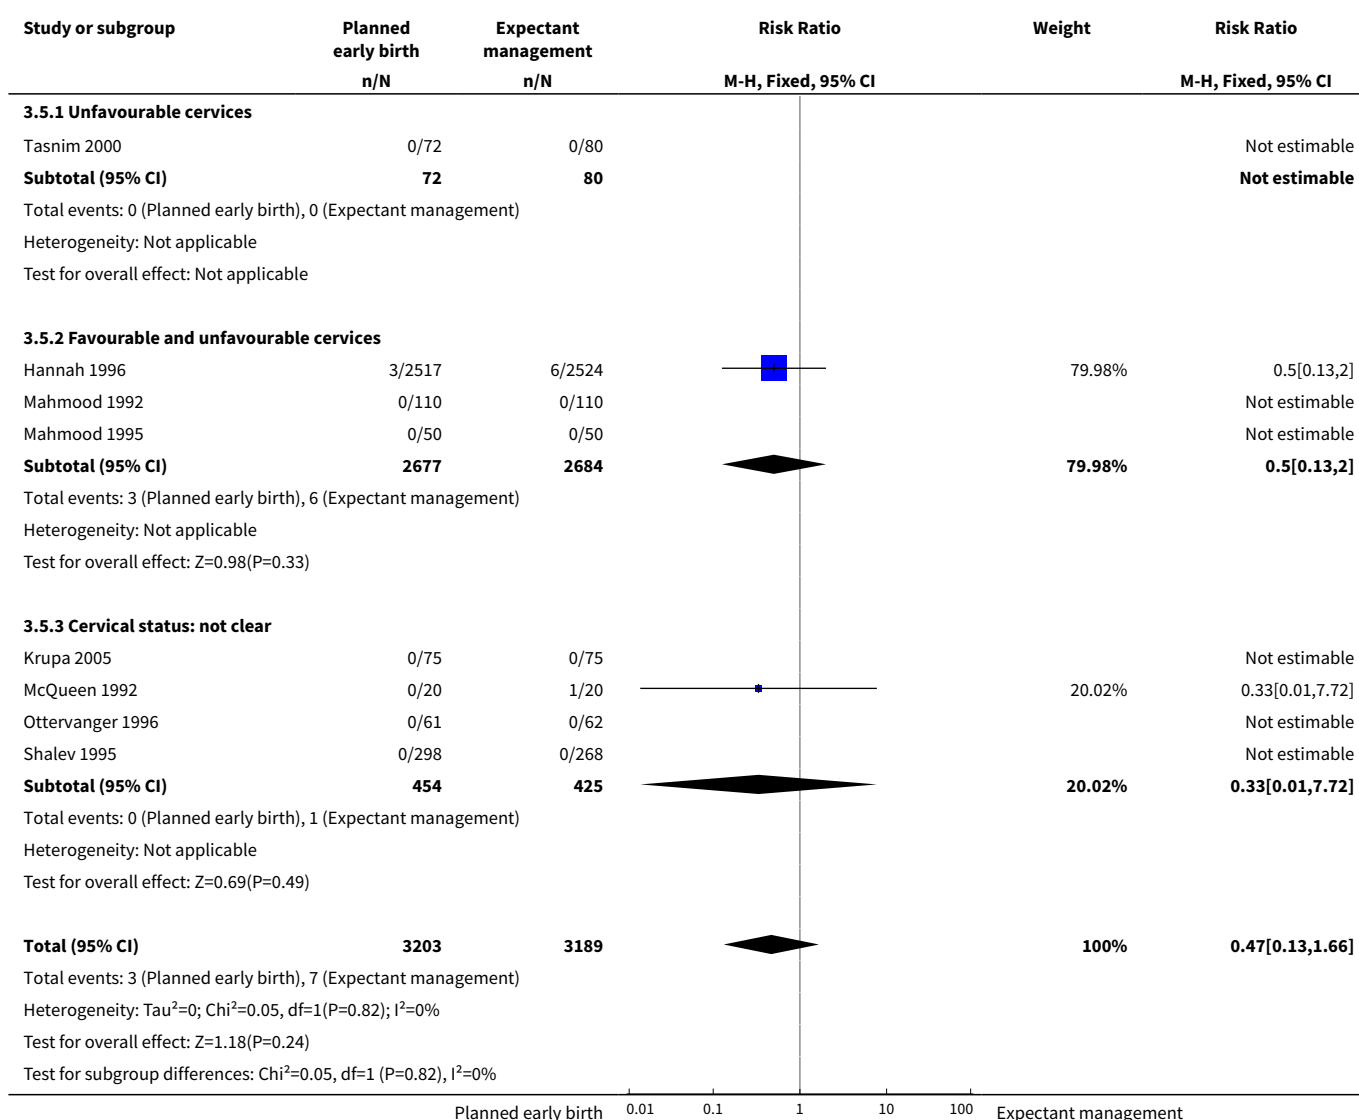 Study or subgroup Planned early birth Expectant management Risk Ratio Weight Risk Ratio
n/N n/N M-H, Fixed, 95% CI M-H, Fixed, 95% CI
3.5.1 Unfavourable cervices
Tasnim 2000 0/72 0/80 Not estimable
Subtotal (95% CI) 72 80 Not estimable
Total events: 0 (Planned early birth), 0 (Expectant management)
Heterogeneity: Not applicable
Test for overall effect: Not applicable
3.5.2 Favourable and unfavourable cervices
Hannah 1996 3/2517 6/2524 79.98% 0.5[0.13,2]
Mahmood 1992 0/110 0/110 Not estimable
Mahmood 1995 0/50 0/50 Not estimable
Subtotal (95% CI) 2677 2684 79.98% 0.5[0.13,2]
Total events: 3 (Planned early birth), 6 (Expectant management)
Heterogeneity: Not applicable
Test for overall effect: Z=0.98(P=0.33)
3.5.3 Cervical status: not clear
Krupa 2005 0/75 0/75 Not estimable
McQueen 1992 0/20 1/20 20.02% 0.33[0.01,7.72]
Ottervanger 1996 0/61 0/62 Not estimable
Shalev 1995 0/298 0/268 Not estimable
Subtotal (95% CI) 454 425 20.02% 0.33[0.01,7.72]
Total events: 0 (Planned early birth), 1 (Expectant management)
Heterogeneity: Not applicable
Test for overall effect: Z=0.69(P=0.49)
Total (95% CI) 3203 3189 100% 0.47[0.13,1.66]
Total events: 3 (Planned early birth), 7 (Expectant management)
Heterogeneity: Tau²=0; Chi²=0.05, df=1(P=0.82); I²=0%
Test for overall effect: Z=1.18(P=0.24)
Test for subgroup differences: Chi²=0.05, df=1 (P=0.82), I²=0%
Planned early birth 0.01 0.1 1 10 100 Expectant management